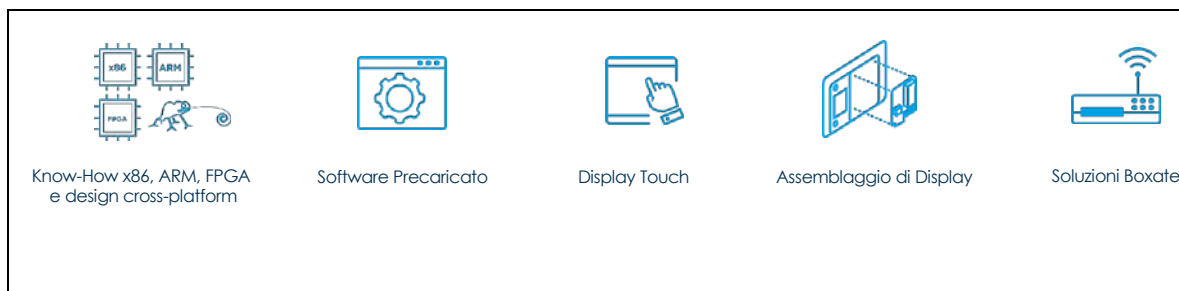 x86
ARM
FPGA
Know-How x86, ARM, FPGA
e design cross-platform
Software Precaricato
Display Touch
Assemblaggio di Display
Soluzioni Boxate